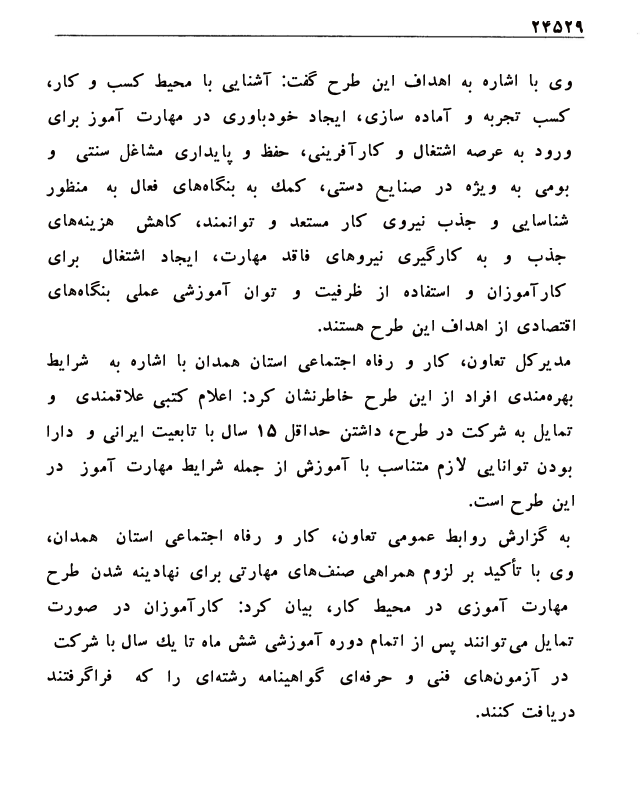 ۲۴۵۲۹
وی با اشاره به اهداف این طرح گفت: آشنایی با محیط کسب و کار،
کسب تجربه و آماده سازی، ایجاد خودباوری در مهارت آموز برای
ورود به عرصه اشتغال و کارآفرینی، حفظ و پایداری مشاغل سنتی و
بومی به ویژه در صنایع دستی، کمك به بنگاه‌های فعال به منظور
شناسایی و جذب نیروی کار مستعد و توانمند، کاهش هزینه‌های
جذب و به کارگیری نیروهای فاقد مهارت، ایجاد اشتغال برای
کارآموزان و استفاده از ظرفیت و توان آموزشی عملی بنگاه‌های
اقتصادی از اهداف این طرح هستند.
مدیرکل تعاون، کار و رفاه اجتماعی استان همدان با اشاره به شرایط
بهره‌مندی افراد از این طرح خاطرنشان کرد: اعلام کتبی علاقمندی و
تمایل به شرکت در طرح، داشتن حداقل ۱۵ سال با تابعیت ایرانی و دارا
بودن توانایی لازم متناسب با آموزش از جمله شرایط مهارت آموز در
این طرح است.
به گزارش روابط عمومی تعاون، کار و رفاه اجتماعی استان همدان،
وی با تأکید بر لزوم همراهی صنف‌های مهارتی برای نهادینه شدن طرح
مهارت آموزی در محیط کار، بیان کرد: کارآموزان در صورت
تمایل می‌توانند پس از اتمام دوره آموزشی شش ماه تا یك سال با شرکت
در آزمون‌های فنی و حرفه‌ای گواهینامه رشته‌ای را که فراگرفتند
دریافت کنند.